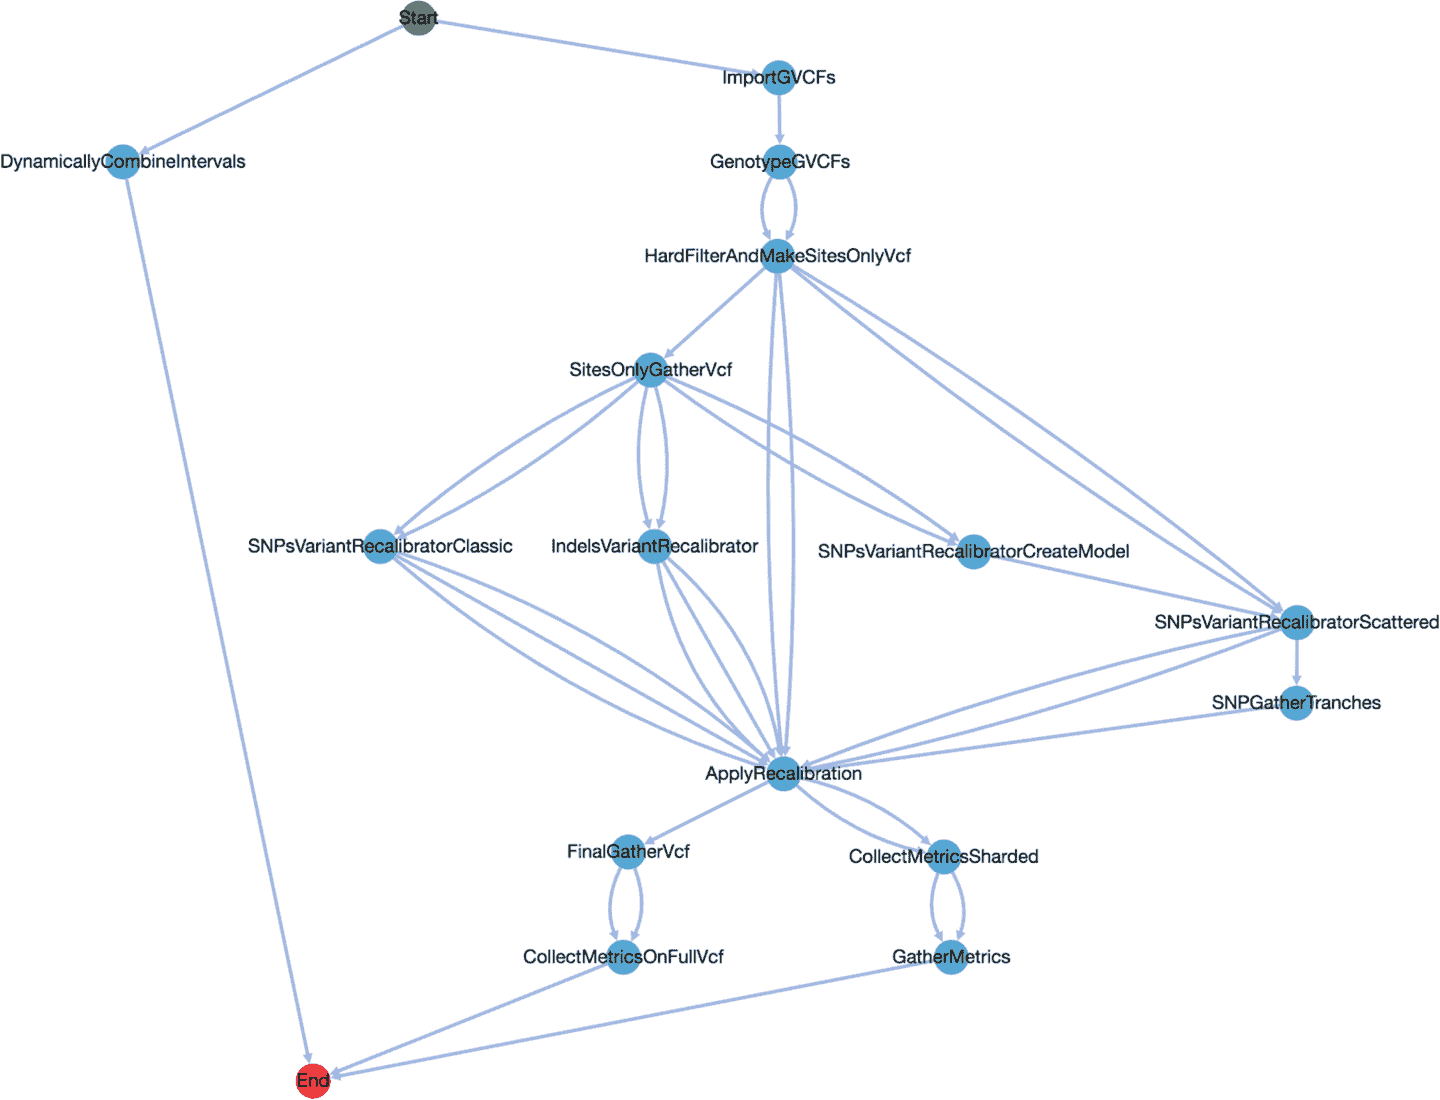 Start
ImportGVCFs
DynamicallyCombineIntervals
GenotypeGVCFs
HardFilterAndMakeSitesOnlyVcf
SitesOnlyGatherVcf
SNPsVariantRecalibratorClassic
IndelsVariantRecalibrator
SNPsVariantRecalibratorCreateModel
SNPsVariantRecalibratorScattered
SNPGatherTranches
ApplyRecalibration
FinalGatherVcf
CollectMetricsSharded
CollectMetricsOnFullVcf
GatherMetrics
End